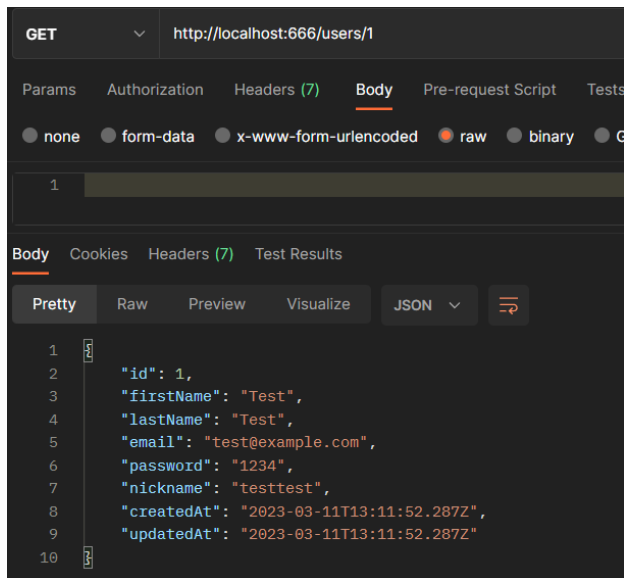 GET http://localhost:666/users/1
Params Authorization Headers (7) Body Pre-request Script Tests
none form-data x-www-form-urlencoded raw binary G
1
Body Cookies Headers (7) Test Results
Pretty Raw Preview Visualize JSON
1 {
2 "id": 1,
3 "firstName": "Test",
4 "lastName": "Test",
5 "email": "test@example.com",
6 "password": "1234",
7 "nickname": "testtest",
8 "createdAt": "2023-03-11T13:11:52.287Z",
9 "updatedAt": "2023-03-11T13:11:52.287Z"
10 }